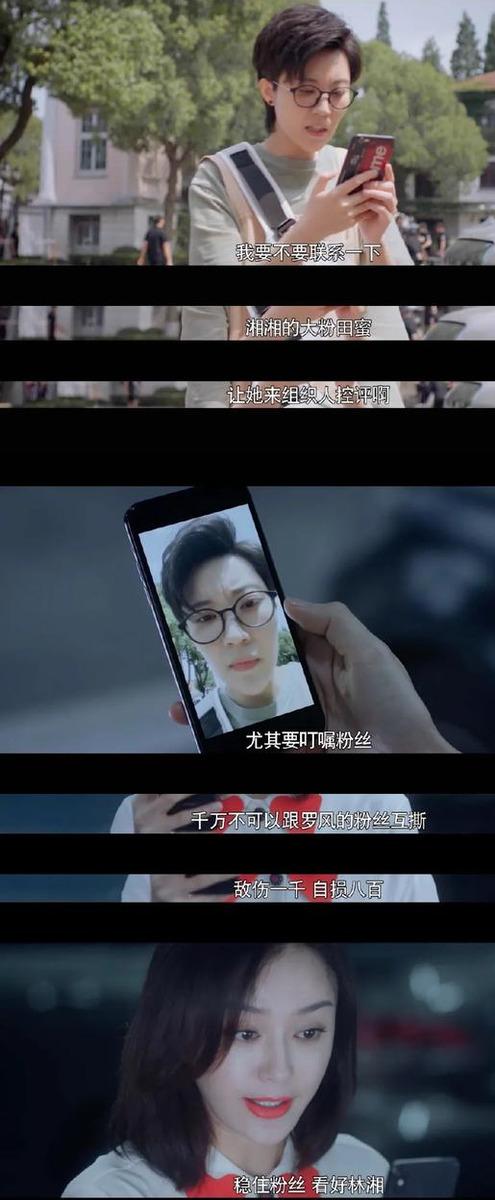 me
我要不要联系一下
湘湘的大粉田蜜
让她来组织人控评啊
尤其要叮嘱粉丝
千万不可以跟罗风的粉丝互撕
敌伤一千 自损八百
稳住粉丝 看好林湘